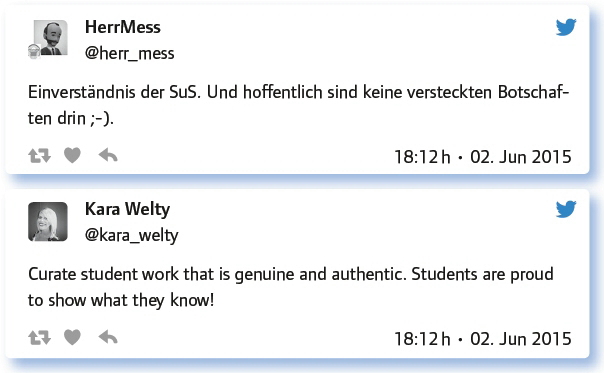 HerrMess
@herr_mess
Einverständnis der SuS. Und hoffentlich sind keine versteckten Botschaf-
ten drin ;-).
18:12 h • 02. Jun 2015
Kara Welty
@kara_welty
Curate student work that is genuine and authentic. Students are proud
to show what they know!
18:12 h • 02. Jun 2015